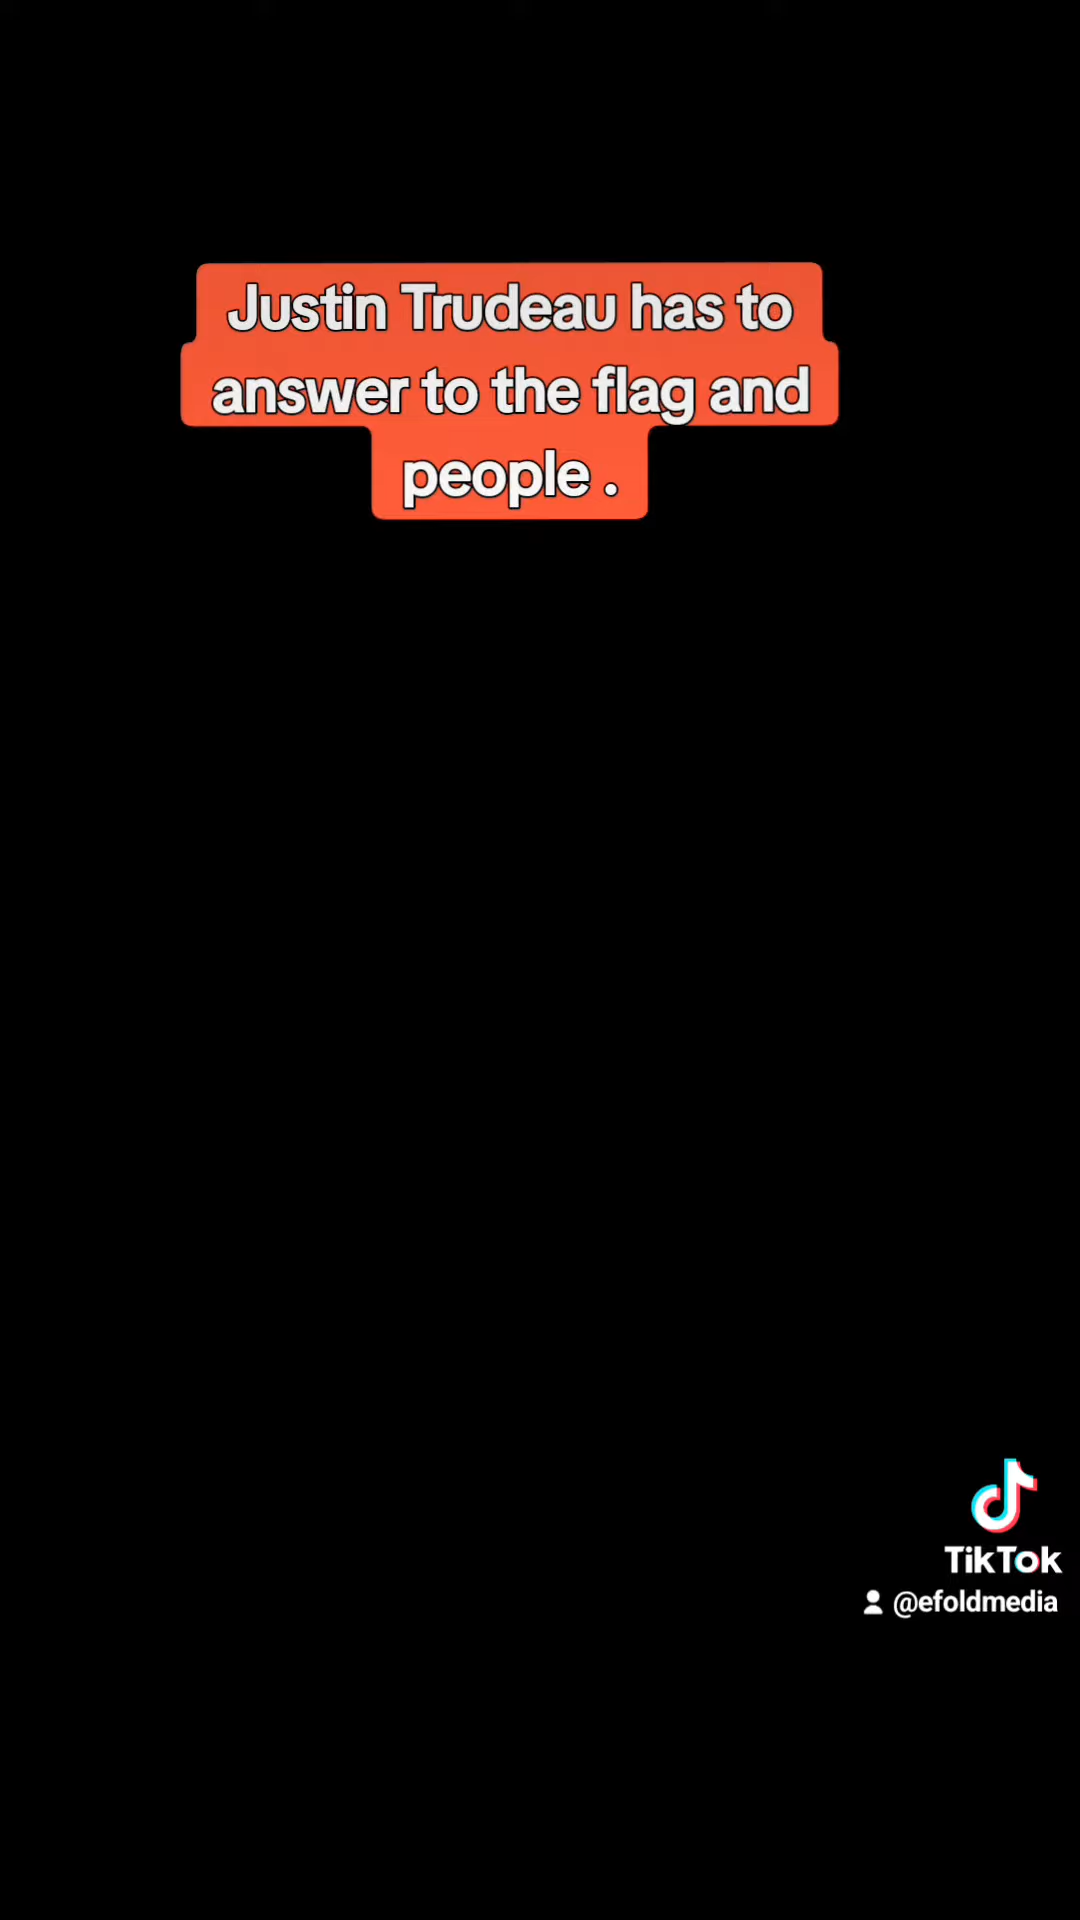 Justin Trudeau has to
answer to the flag and
people .
TikTok
@efoldmedia